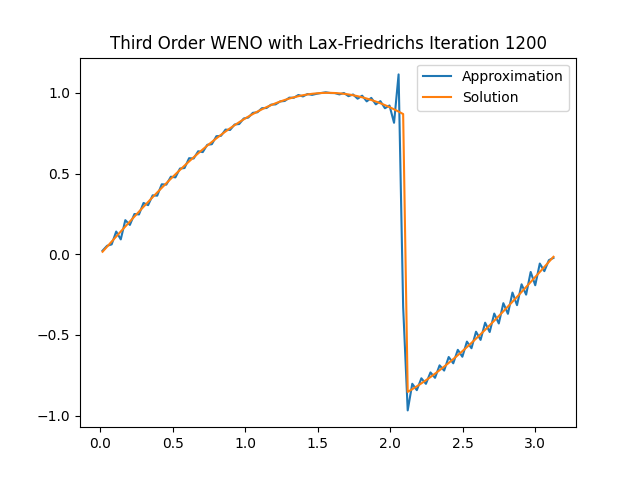 Third Order WENO with Lax-Friedrichs Iteration 1200
Approximation
Solution
1.0
0.5
0.0
−0.5
−1.0
0.0 0.5 1.0 1.5 2.0 2.5 3.0